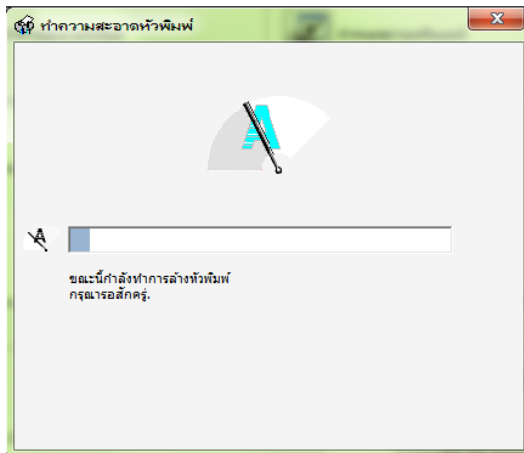 ทำความสะอาดหัวพิมพ์
A
ขณะนี้กำลังทำการล้างหัวพิมพ์
กรุณารอสักครู่.